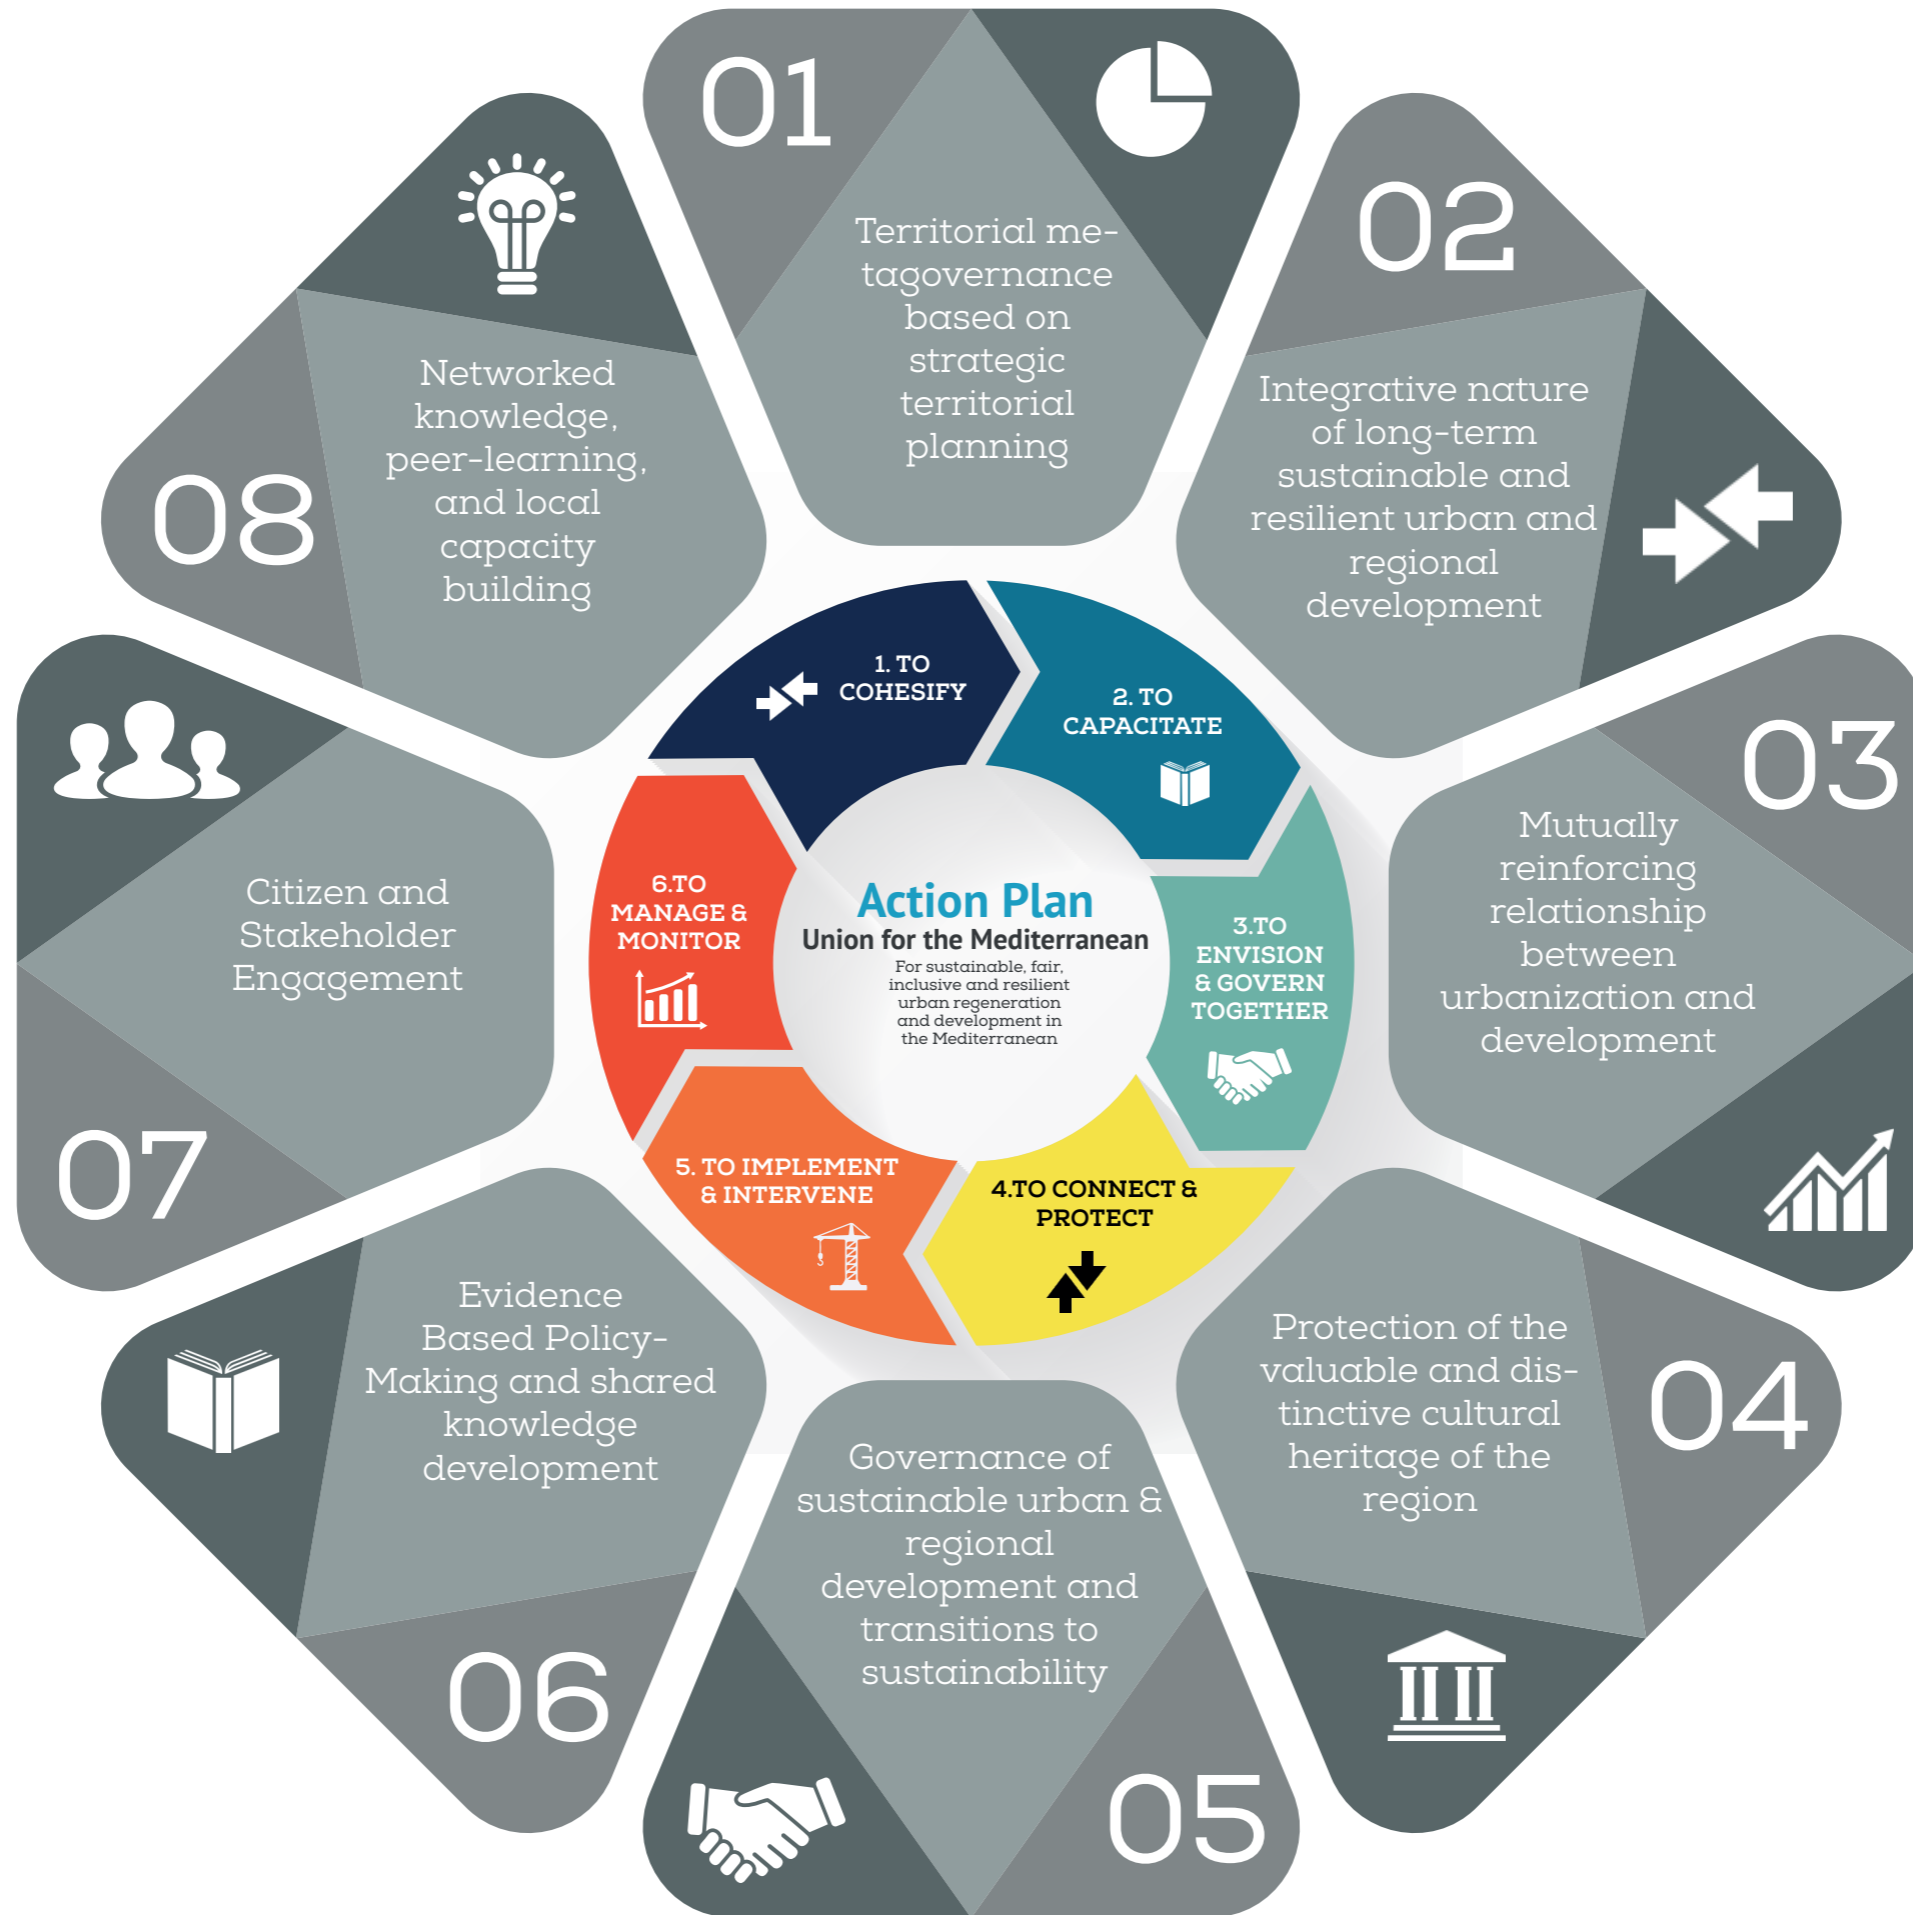 01
Territorial me-
tagovernance
based on
strategic
territorial
planning
02
Integrative nature
of long-term
sustainable and
resilient urban and
regional
development
03
Mutually
reinforcing
relationship
between
urbanization and
development
04
Protection of the
valuable and dis-
tinctive cultural
heritage of the
region
05
Governance of
sustainable urban &
regional
development and
transitions to
sustainability
06
Evidence
Based Policy-
Making and shared
knowledge
development
07
Citizen and
Stakeholder
Engagement
08
Networked
knowledge,
peer-learning,
and local
capacity
building
1. TO
COHESIFY
2. TO
CAPACITATE
3.TO
ENVISION
& GOVERN
TOGETHER
4.TO CONNECT &
PROTECT
5. TO IMPLEMENT
& INTERVENE
6.TO
MANAGE &
MONITOR
Action Plan
Union for the Mediterranean
For sustainable, fair,
inclusive and resilient
urban regeneration
and development in
the Mediterranean